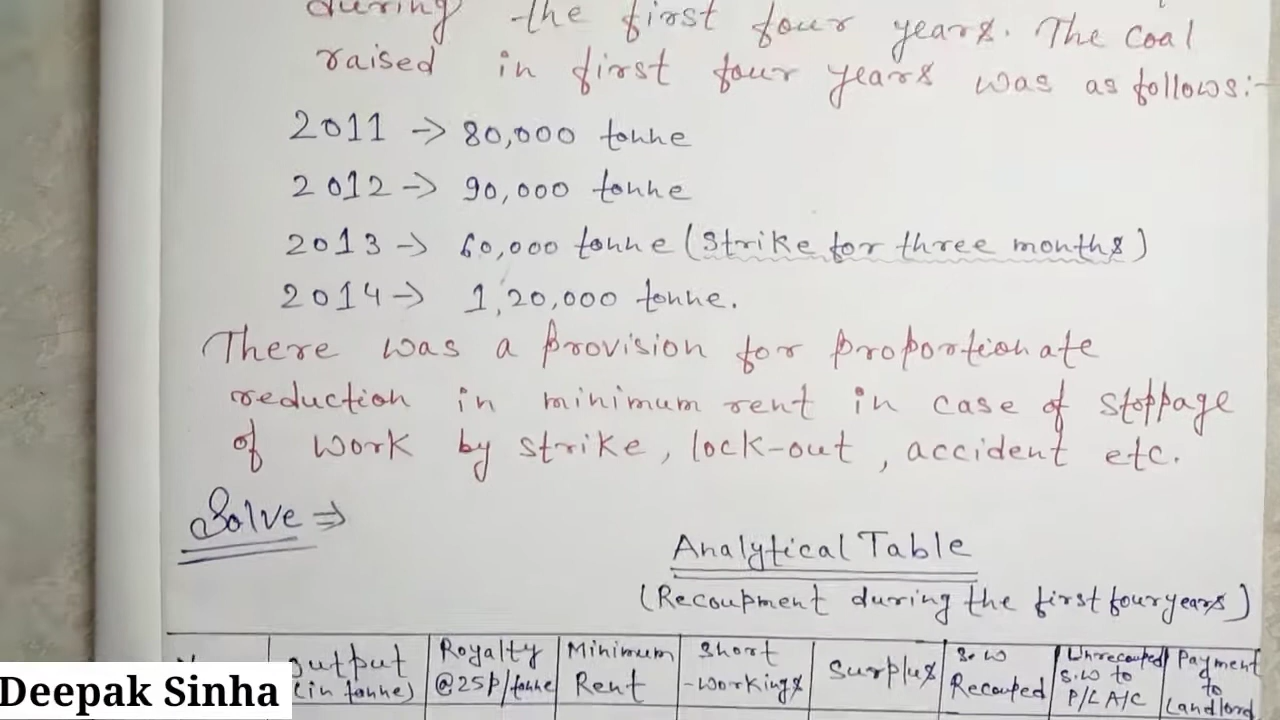 during the first four years. The coal
raised in first four years was as follows:-
2011 -> 80,000 tonne
2012 -> 90,000 tonne
2013 -> 60,000 tonne (Strike for three months)
2014 -> 1,20,000 tonne.
There was a provision for proportionate
reduction in minimum rent in case of stoppage
of work by strike, lock-out, accident etc.
Solve ⇒
Analytical Table
(Recoupment during the first four years)
output (in tonne)
Royalty @25P/tonne
Minimum Rent
Short-workings
Surplus
S.W Recouped
Unrecouped S.W to P/L A/C
Payment to Landlord
Deepak Sinha